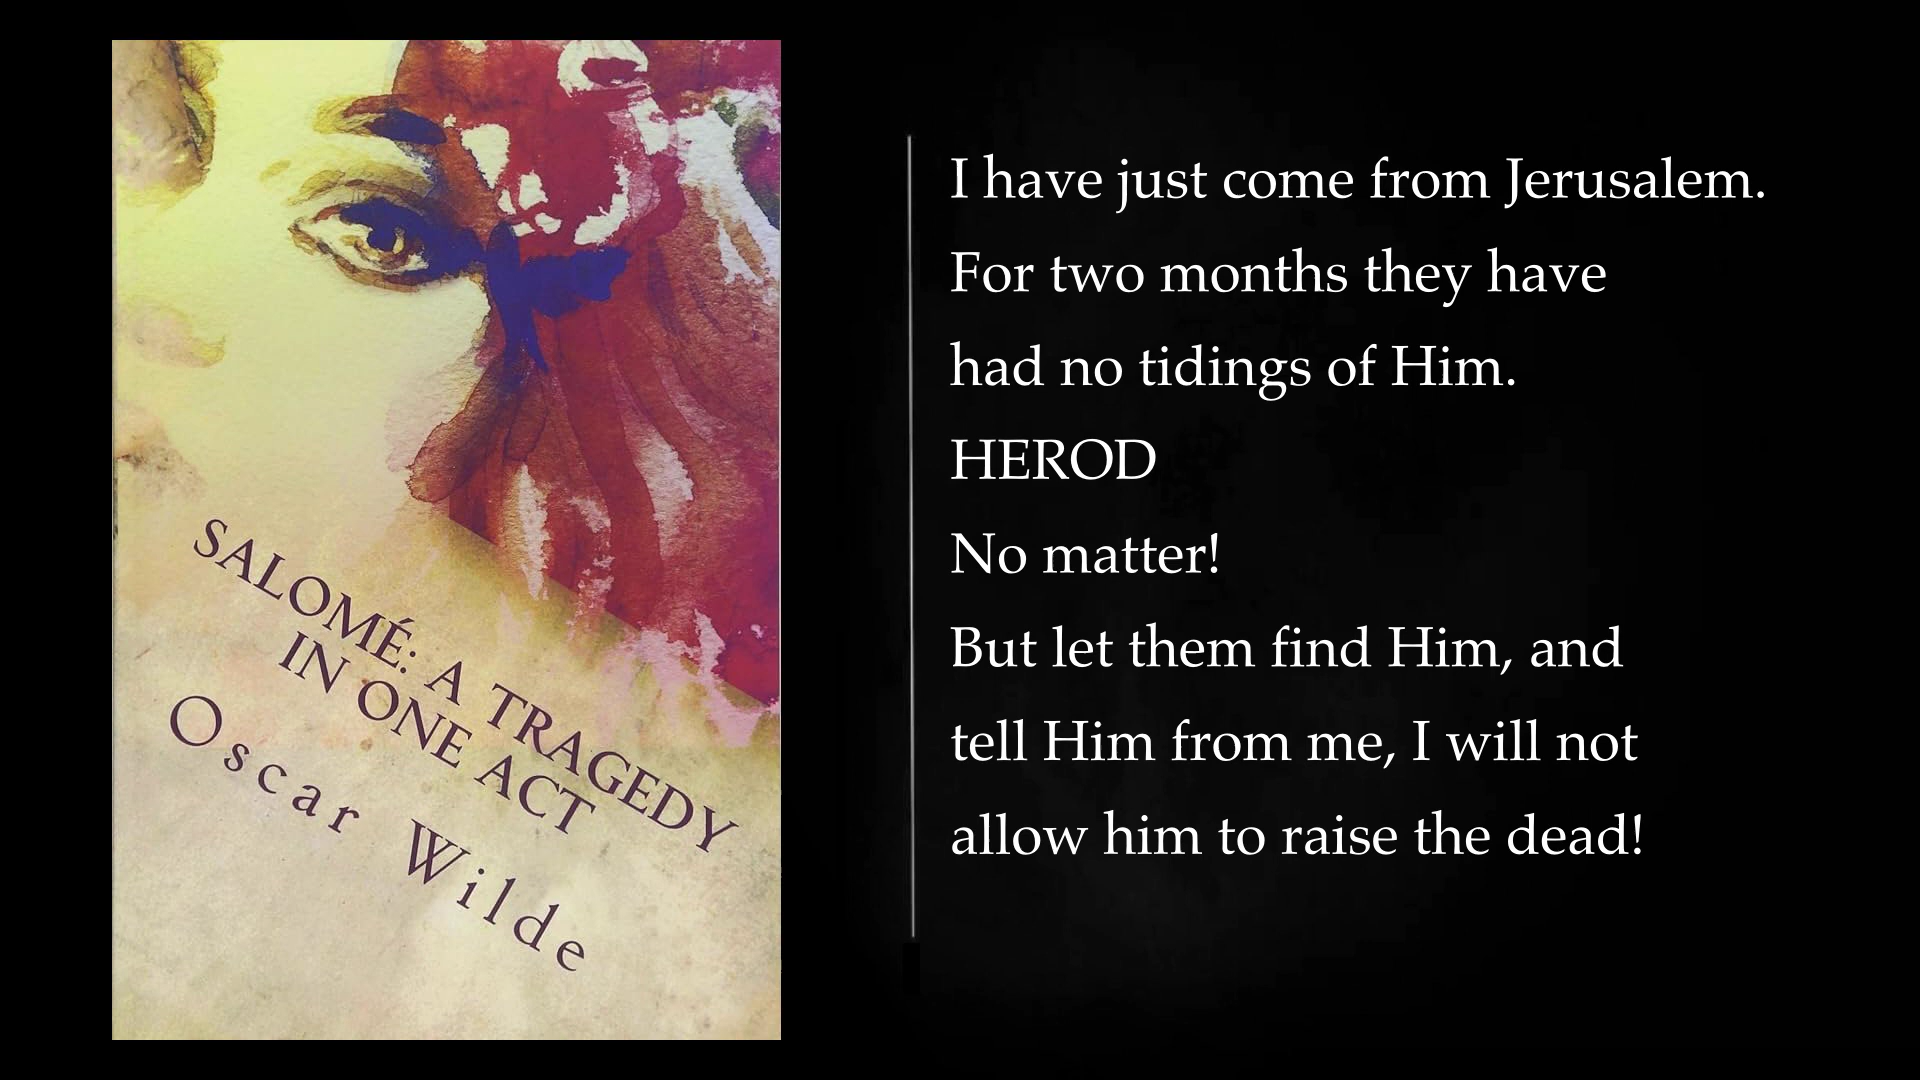 SALOMÉ: A TRAGEDY
IN ONE ACT
Oscar Wilde
I have just come from Jerusalem.
For two months they have
had no tidings of Him.
HEROD
No matter!
But let them find Him, and
tell Him from me, I will not
allow him to raise the dead!